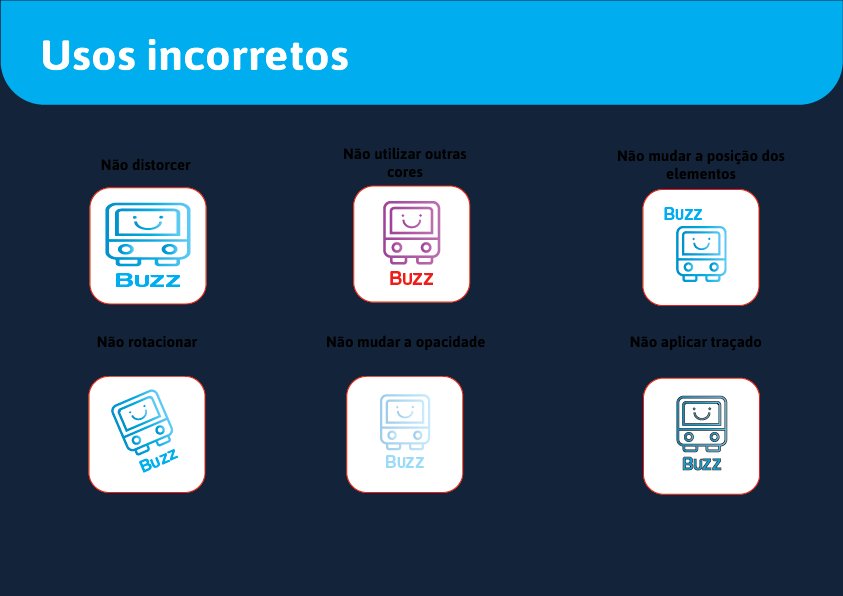 Usos incorretos
Não distorcer
Não utilizar outras
cores
Não mudar a posição dos
elementos
Buzz
Buzz
Buzz
Não rotacionar
Não mudar a opacidade
Não aplicar traçado
Buzz
Buzz
Buzz